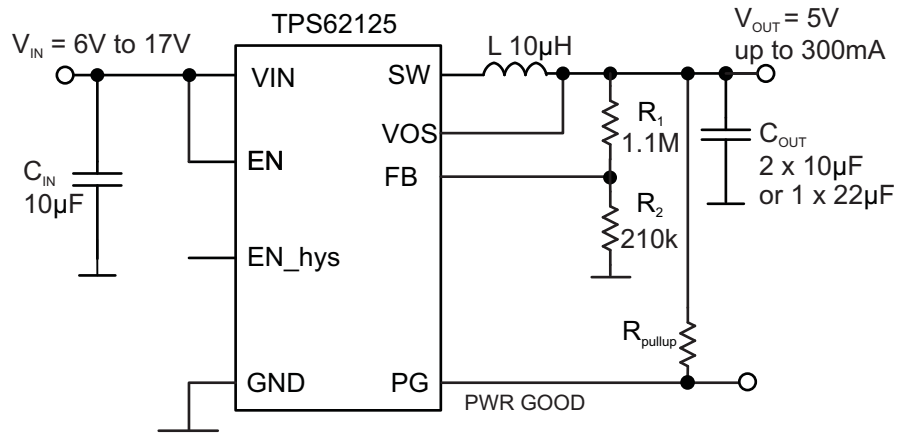 TPS62125
V_IN = 6V to 17V
V_OUT = 5V
up to 300mA
L 10µH
VIN
SW
VOS
EN
FB
EN_hys
GND
PG
C_IN
10µF
R_1
1.1M
R_2
210k
C_OUT
2 x 10µF
or 1 x 22µF
R_pullup
PWR GOOD